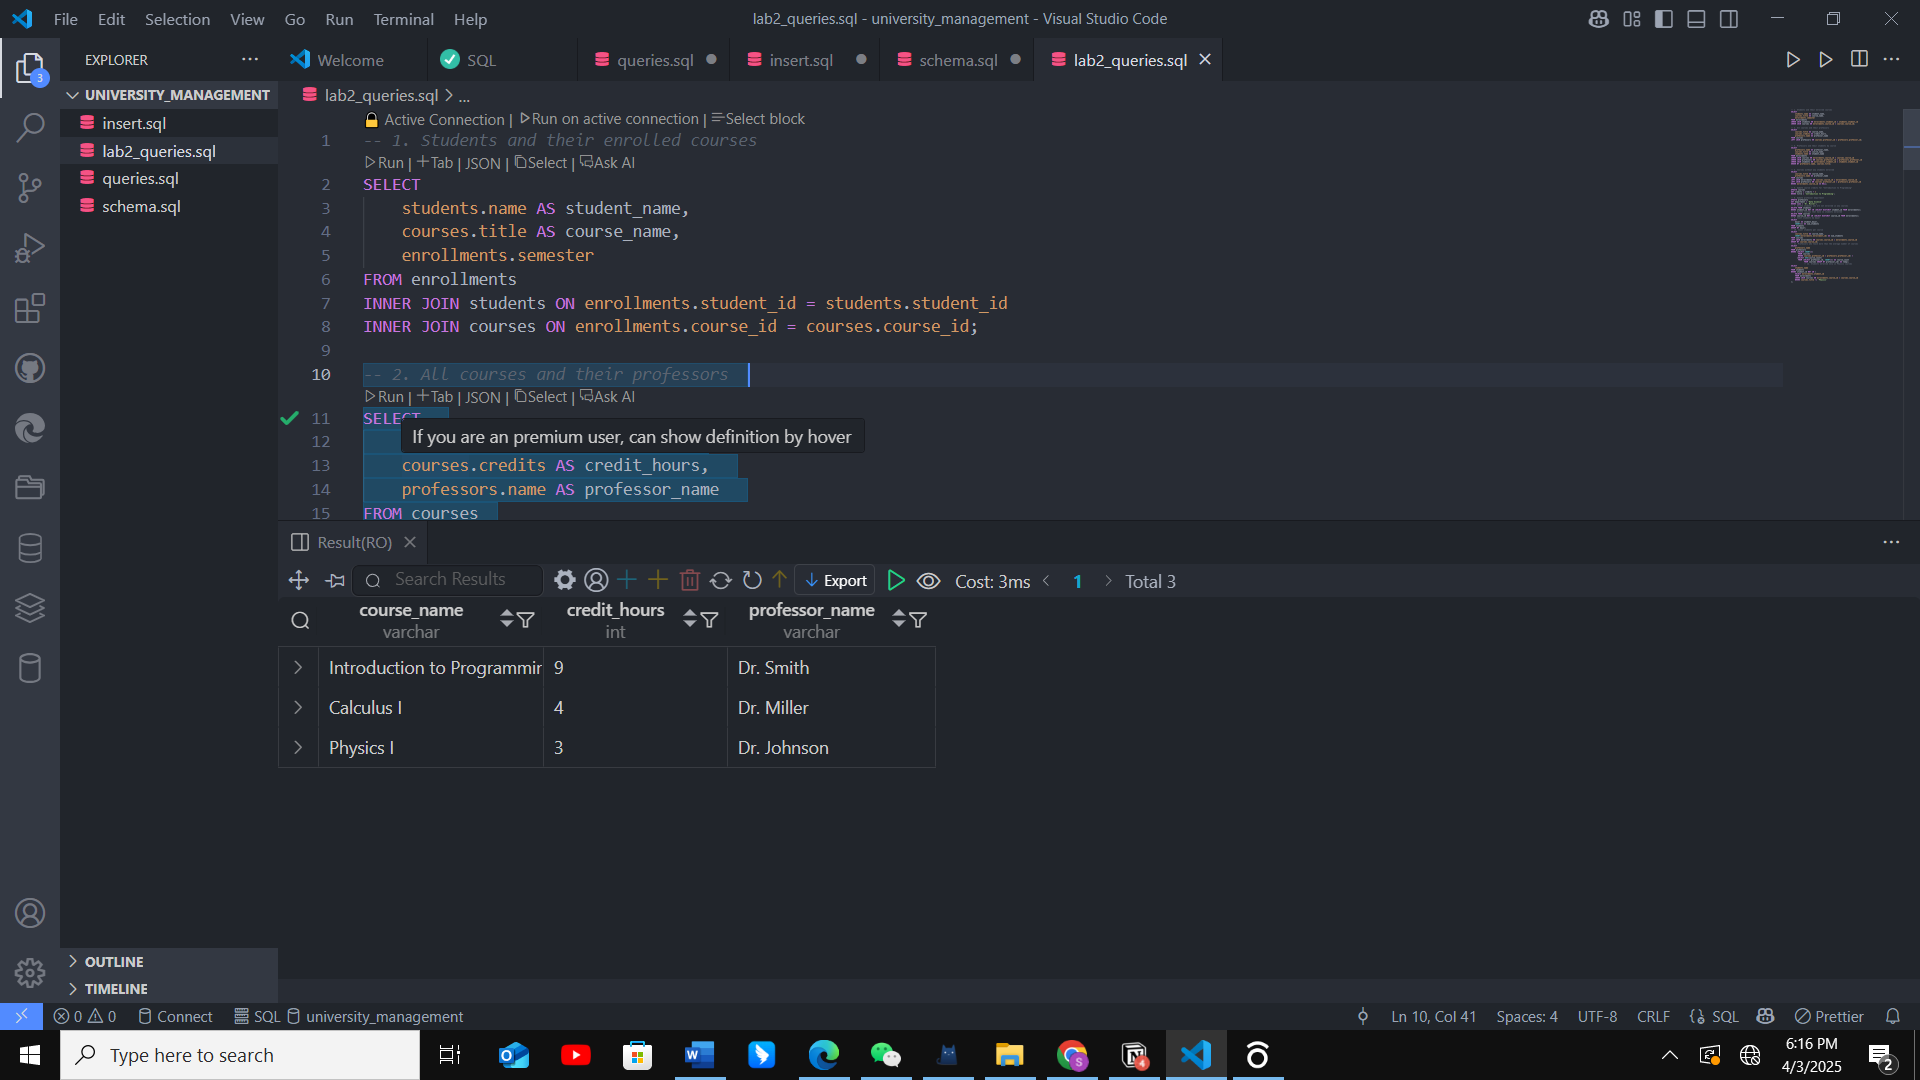 File Edit Selection View Go Run Terminal Help
lab2_queries.sql - university_management - Visual Studio Code
EXPLORER
Welcome
SQL
queries.sql
insert.sql
schema.sql
lab2_queries.sql
3
UNIVERSITY_MANAGEMENT
insert.sql
lab2_queries.sql
queries.sql
schema.sql
lab2_queries.sql > ...
Active Connection | Run on active connection | Select block
1 -- 1. Students and their enrolled courses
Run | +Tab | JSON | Select | Ask AI
2 SELECT
3 students.name AS student_name,
4 courses.title AS course_name,
5 enrollments.semester
6 FROM enrollments
7 INNER JOIN students ON enrollments.student_id = students.student_id
8 INNER JOIN courses ON enrollments.course_id = courses.course_id;
9
10 -- 2. All courses and their professors
Run | +Tab | JSON | Select | Ask AI
11 SELECT
12
If you are an premium user, can show definition by hover
13 courses.credits AS credit_hours,
14 professors.name AS professor_name
15 FROM courses
Result(RO)
Search Results
Export
Cost: 3ms < 1 > Total 3
course_name credit_hours professor_name
varchar int varchar
Introduction to Programmin 9 Dr. Smith
Calculus I 4 Dr. Miller
Physics I 3 Dr. Johnson
OUTLINE
TIMELINE
0 0 Connect SQL university_management
Ln 10, Col 41 Spaces: 4 UTF-8 CRLF SQL Prettier
Type here to search
4
6:16 PM
4/3/2025
2